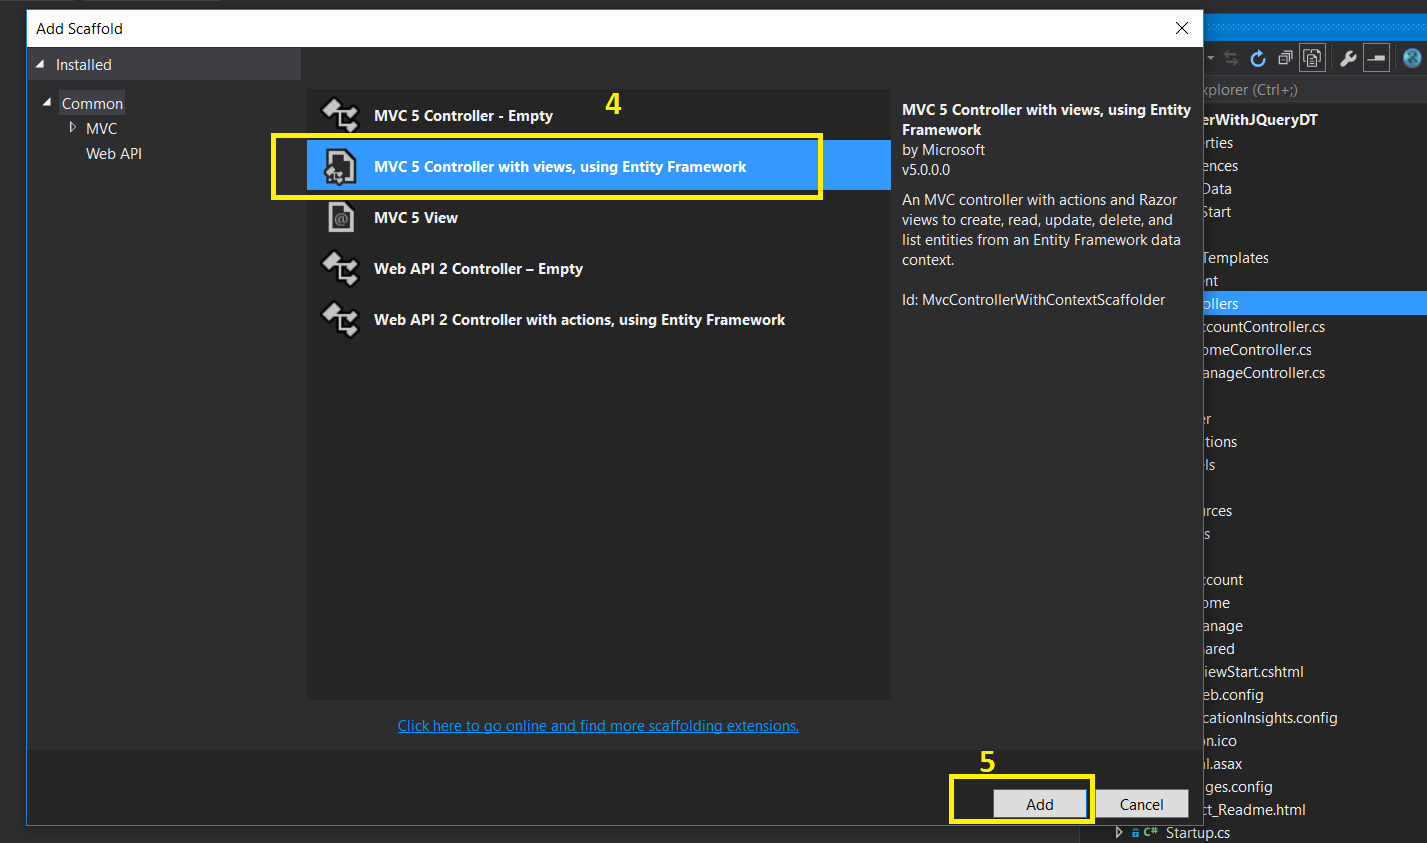 Add Scaffold
Installed
Common
MVC
Web API
4
MVC 5 Controller - Empty
MVC 5 Controller with views, using Entity Framework
MVC 5 View
Web API 2 Controller – Empty
Web API 2 Controller with actions, using Entity Framework
Click here to go online and find more scaffolding extensions.
MVC 5 Controller with views, using Entity
Framework
by Microsoft
v5.0.0.0
An MVC controller with actions and Razor
views to create, read, update, delete, and
list entities from an Entity Framework data
context.
Id: MvcControllerWithContextScaffolder
5
Add
Cancel
xplorer (Ctrl+;)
erWithJQueryDT
erties
ences
Data
Start
Templates
nt
ollers
ccountController.cs
omeController.cs
anageController.cs
er
tions
ls
urces
s
ccount
ome
anage
ared
iewStart.cshtml
eb.config
cationInsights.config
on.ico
l.asax
ges.config
ct_Readme.html
C# Startup.cs